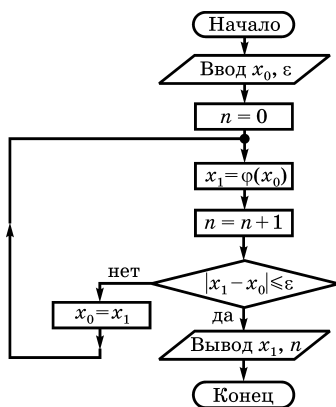 Начало
Ввод x₀, ε
n = 0
x₁=φ(x₀)
n = n+1
нет
|x₁−x₀|⩽ε
x₀=x₁
да
Вывод x₁, n
Конец